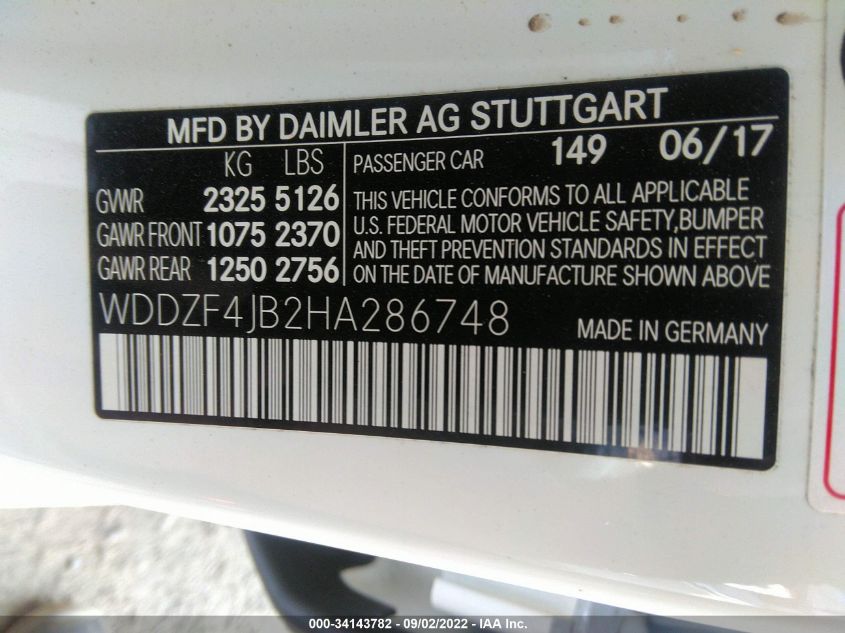 MFD BY DAIMLER AG STUTTGART
KG LBS
GVWR 2325 5126
GAWR FRONT 1075 2370
GAWR REAR 1250 2756
PASSENGER CAR 149 06/17
THIS VEHICLE CONFORMS TO ALL APPLICABLE
U.S. FEDERAL MOTOR VEHICLE SAFETY,BUMPER
AND THEFT PREVENTION STANDARDS IN EFFECT
ON THE DATE OF MANUFACTURE SHOWN ABOVE
WDDZF4JB2HA286748 MADE IN GERMANY
000-34143782 - 09/02/2022 - IAA Inc.